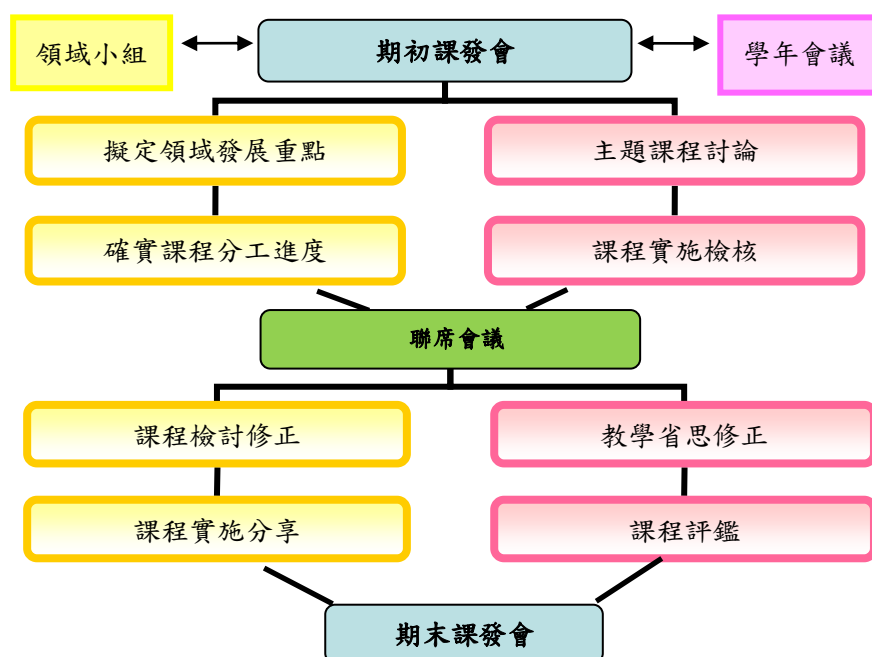 領域小組
期初課發會
學年會議
擬定領域發展重點
主題課程討論
確實課程分工進度
課程實施檢核
聯席會議
課程檢討修正
教學省思修正
課程實施分享
課程評鑑
期末課發會